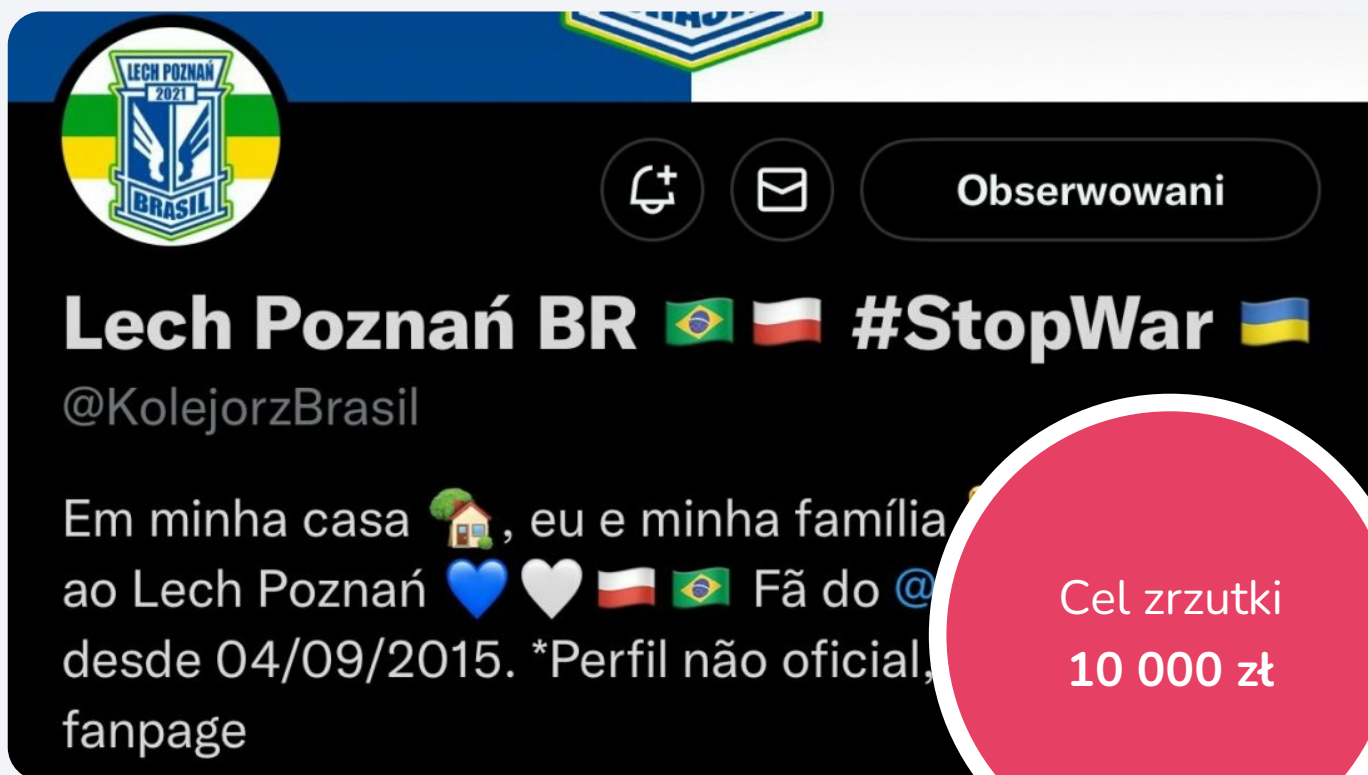 LECH POZNAŃ
2021
BRASIL
Obserwowani
Lech Poznań BR 🇧🇷 🇵🇱 #StopWar 🇺🇦
@KolejorzBrasil
Em minha casa 🏡, eu e minha família
ao Lech Poznań 💙 🤍 🇵🇱 🇧🇷 Fã do @
desde 04/09/2015. *Perfil não oficial,
fanpage
Cel zrzutki
10 000 zł